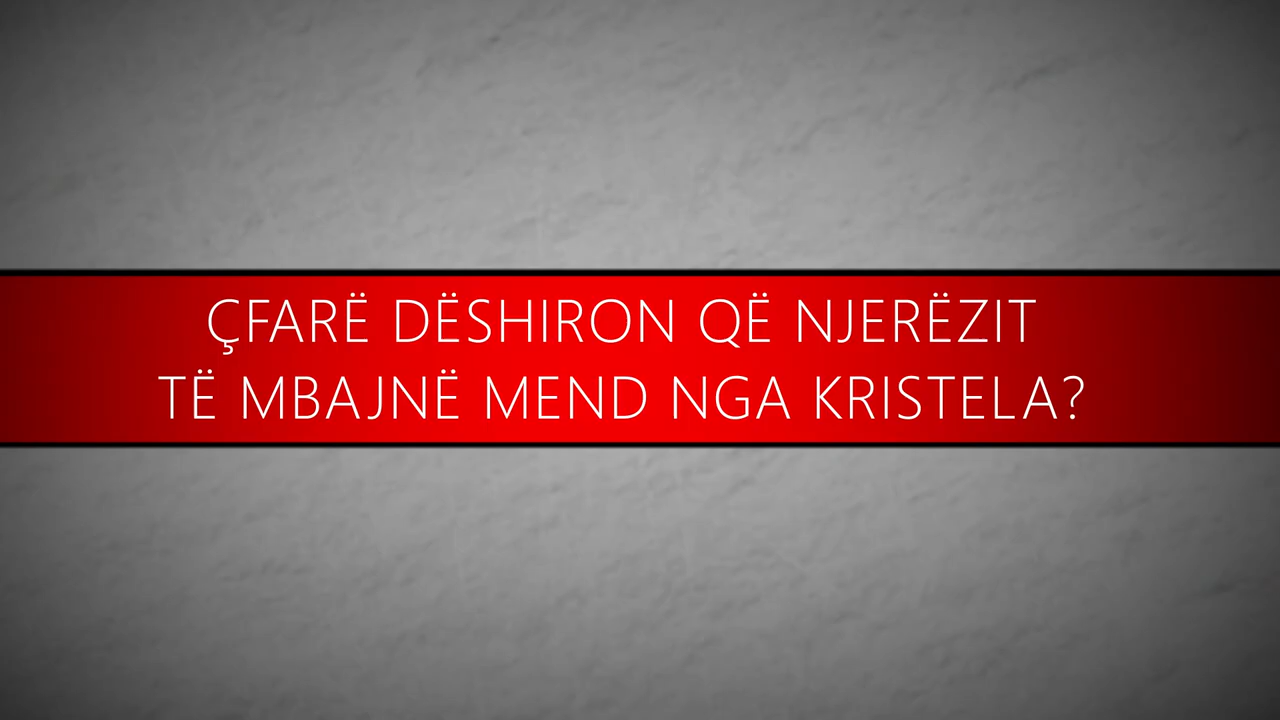 ÇFARË DËSHIRON QË NJERËZIT
TË MBAJNË MEND NGA KRISTELA?